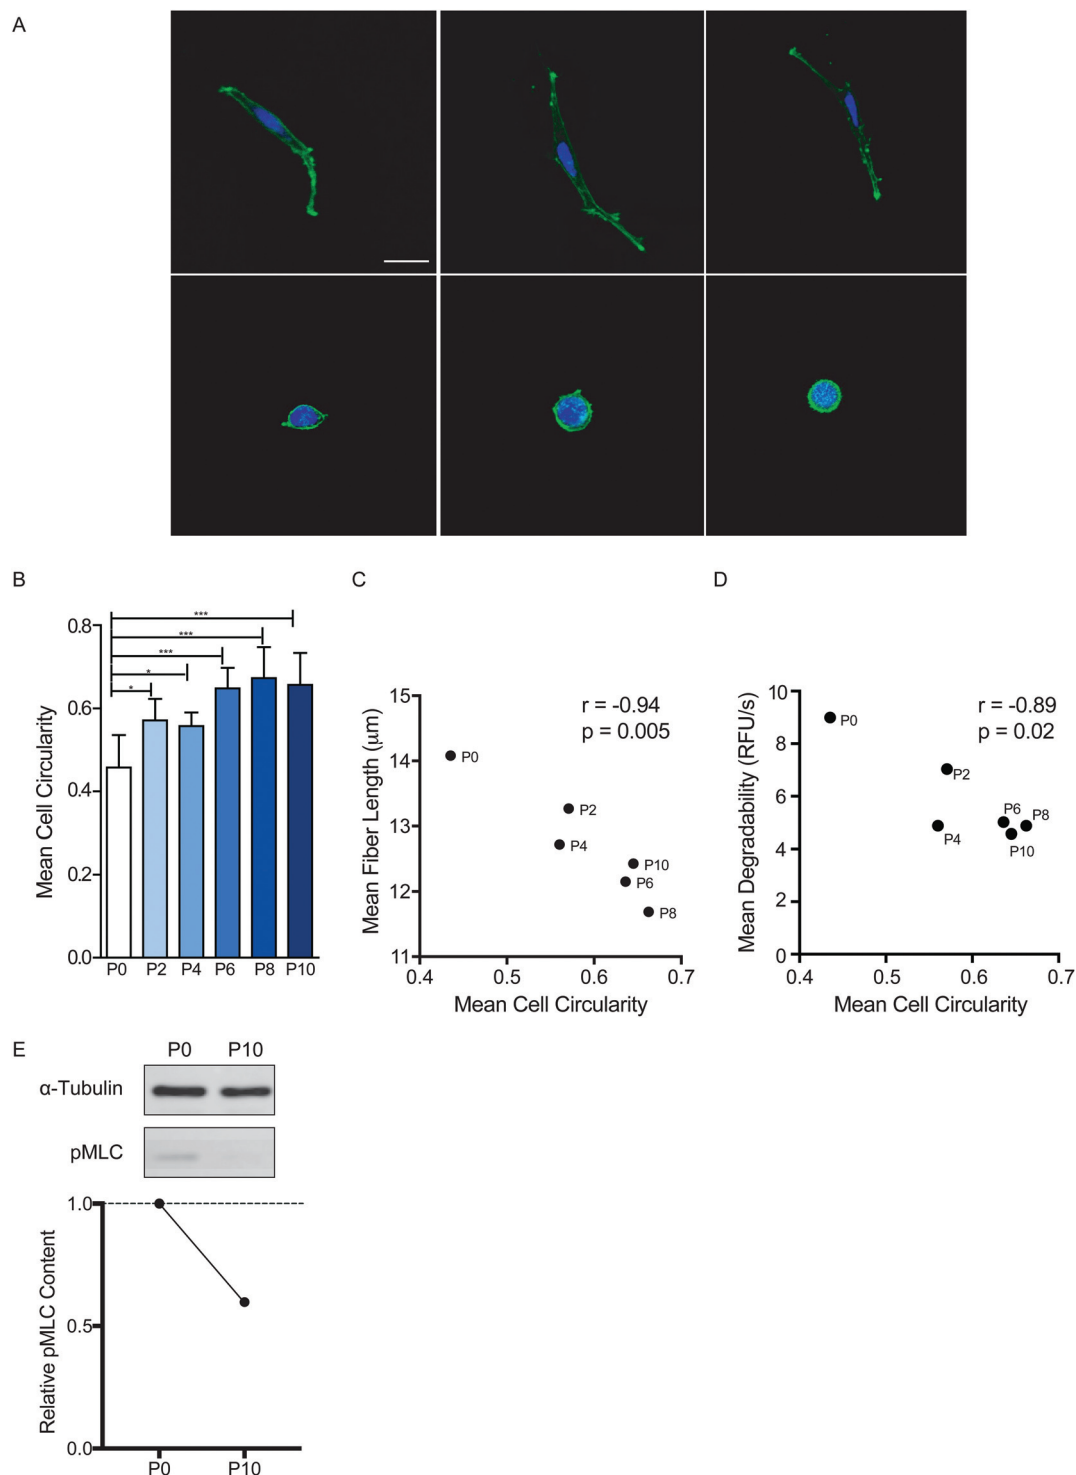 A
B
Mean Cell Circularity
0.8
0.6
0.4
0.2
0.0
***
***
***
*
*
P0 P2 P4 P6 P8 P10
C
Mean Fiber Length (μm)
15
14
13
12
11
r = -0.94
p = 0.005
P0
P2
P4
P10
P6
P8
0.4 0.5 0.6 0.7
Mean Cell Circularity
D
Mean Degradability (RFU/s)
10
8
6
4
2
0
r = -0.89
p = 0.02
P0
P2
P6 P8
P4
P10
0.4 0.5 0.6 0.7
Mean Cell Circularity
E
P0 P10
α-Tubulin
pMLC
Relative pMLC Content
1.0
0.5
0.0
P0 P10